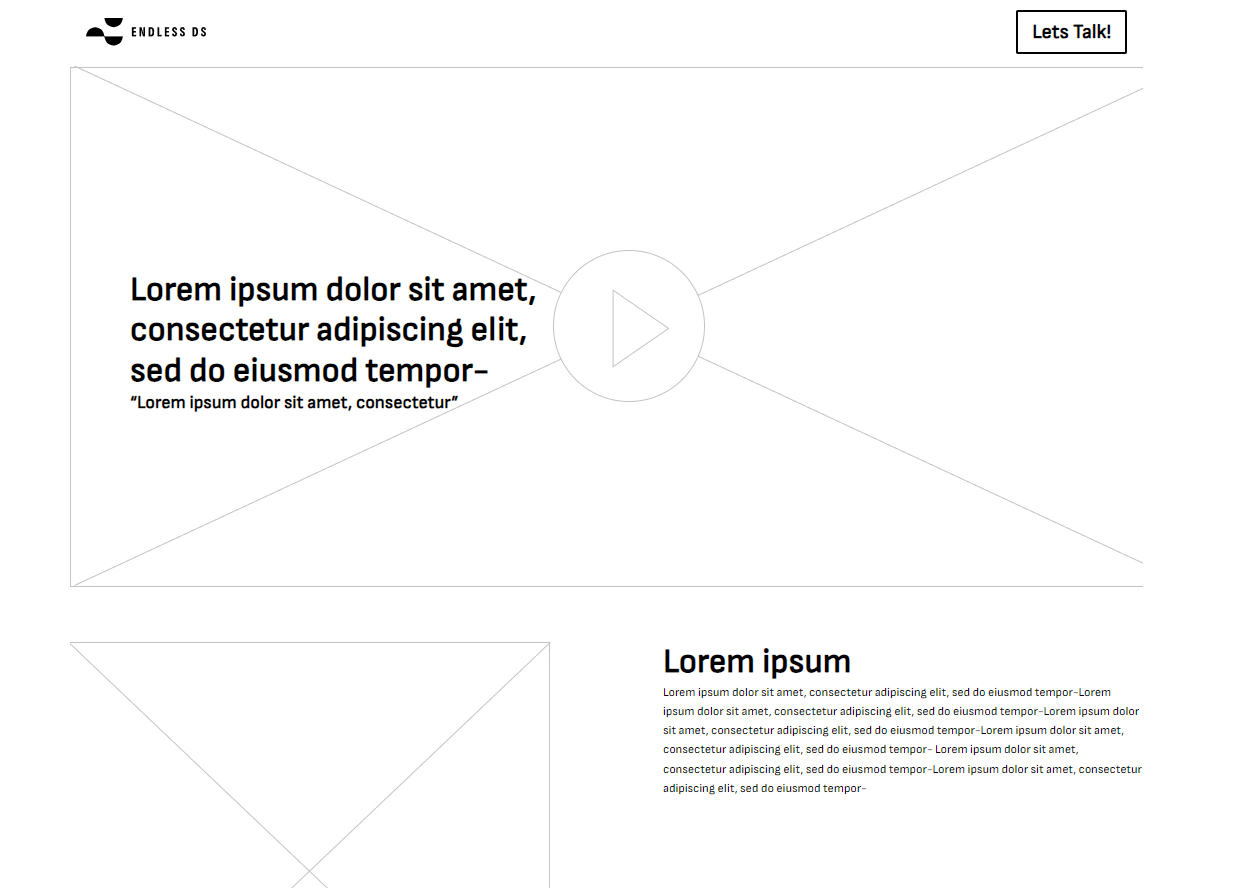 ENDLESS DS
Lets Talk!
Lorem ipsum dolor sit amet,
consectetur adipiscing elit,
sed do eiusmod tempor-
“Lorem ipsum dolor sit amet, consectetur”
Lorem ipsum
Lorem ipsum dolor sit amet, consectetur adipiscing elit, sed do eiusmod tempor-Lorem
ipsum dolor sit amet, consectetur adipiscing elit, sed do eiusmod tempor-Lorem ipsum dolor
sit amet, consectetur adipiscing elit, sed do eiusmod tempor-Lorem ipsum dolor sit amet,
consectetur adipiscing elit, sed do eiusmod tempor- Lorem ipsum dolor sit amet,
consectetur adipiscing elit, sed do eiusmod tempor-Lorem ipsum dolor sit amet, consectetur
adipiscing elit, sed do eiusmod tempor-